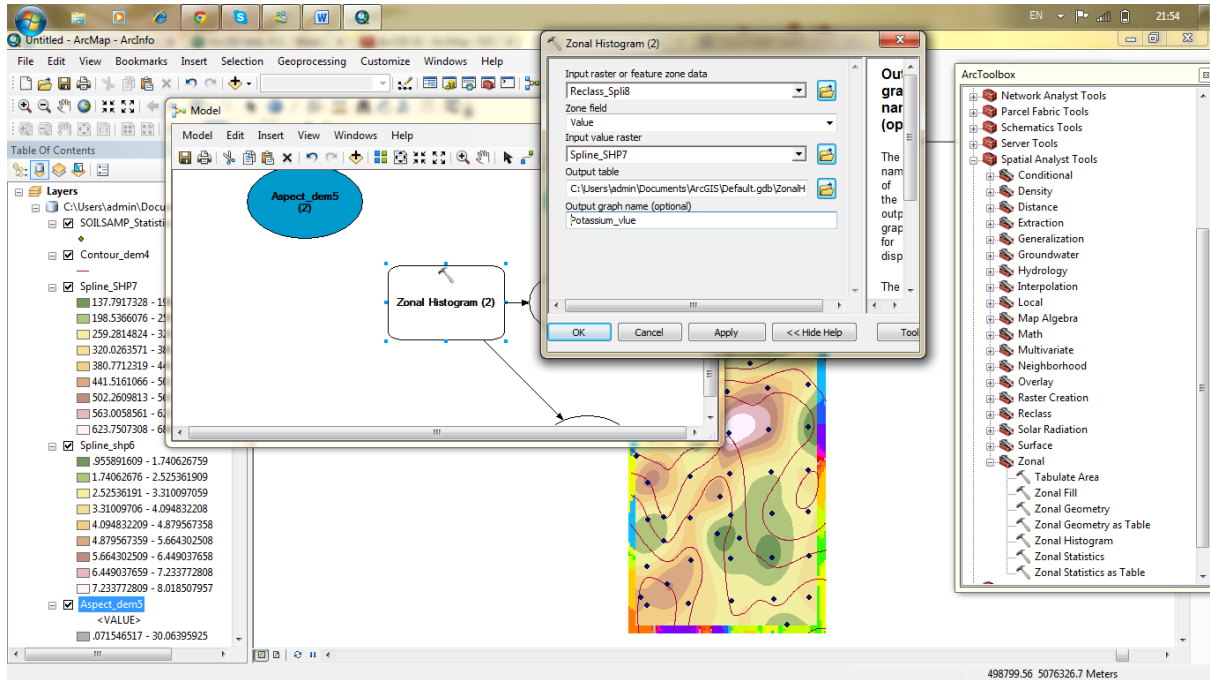 EN
21:54
Untitled - ArcMap - ArcInfo
File Edit View Bookmarks Insert Selection Geoprocessing Customize Windows Help
Table Of Contents
Layers
C:\Users\admin\Docu
SOILSAMP_Statisti
Contour_dem4
Spline_SHP7
137.7917328 - 19
198.5366076 - 25
259.2814824 - 32
320.0263571 - 38
380.7712319 - 44
441.5161066 - 50
502.2609813 - 56
563.0058561 - 62
623.7507308 - 68
Spline_shp6
.955891609 - 1.740626759
1.74062676 - 2.525361909
2.52536191 - 3.310097059
3.31009706 - 4.094832208
4.094832209 - 4.879567358
4.879567359 - 5.664302508
5.664302509 - 6.449037658
6.449037659 - 7.233772808
7.233772809 - 8.018507957
Aspect_dem5
<VALUE>
.071546517 - 30.06395925
Model
Model Edit Insert View Windows Help
Aspect_dem5
(2)
Zonal Histogram (2)
Zonal Histogram (2)
Input raster or feature zone data
Reclass_Spli8
Zone field
Value
Input value raster
Spline_SHP7
Output table
C:\Users\admin\Documents\ArcGIS\Default.gdb\ZonalH
Output graph name (optional)
Potassium_vlue
OK Cancel Apply << Hide Help Tool
Out
gra
nar
(op
The
nam
of
the
outp
grap
for
disp
The
ArcToolbox
Network Analyst Tools
Parcel Fabric Tools
Schematics Tools
Server Tools
Spatial Analyst Tools
Conditional
Density
Distance
Extraction
Generalization
Groundwater
Hydrology
Interpolation
Local
Map Algebra
Math
Multivariate
Neighborhood
Overlay
Raster Creation
Reclass
Solar Radiation
Surface
Zonal
Tabulate Area
Zonal Fill
Zonal Geometry
Zonal Geometry as Table
Zonal Histogram
Zonal Statistics
Zonal Statistics as Table
498799.56 5076326.7 Meters